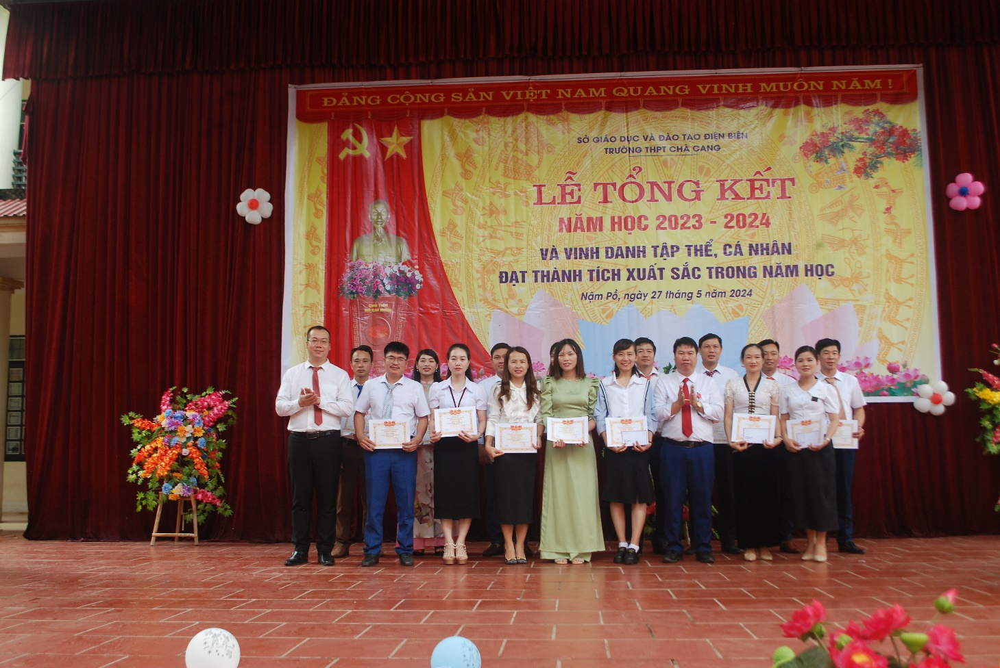 ĐẢNG CỘNG SẢN VIỆT NAM QUANG VINH MUÔN NĂM !
SỞ GIÁO DỤC VÀ ĐÀO TẠO ĐIỆN BIÊN
TRƯỜNG THPT CHÀ CANG
LỄ TỔNG KẾT
NĂM HỌC 2023 - 2024
VÀ VINH DANH TẬP THỂ, CÁ NHÂN
ĐẠT THÀNH TÍCH XUẤT SẮC TRONG NĂM HỌC
Nậm Pồ, ngày 27 tháng 5 năm 2024
CHỦ TỊCH
HỒ CHÍ MINH